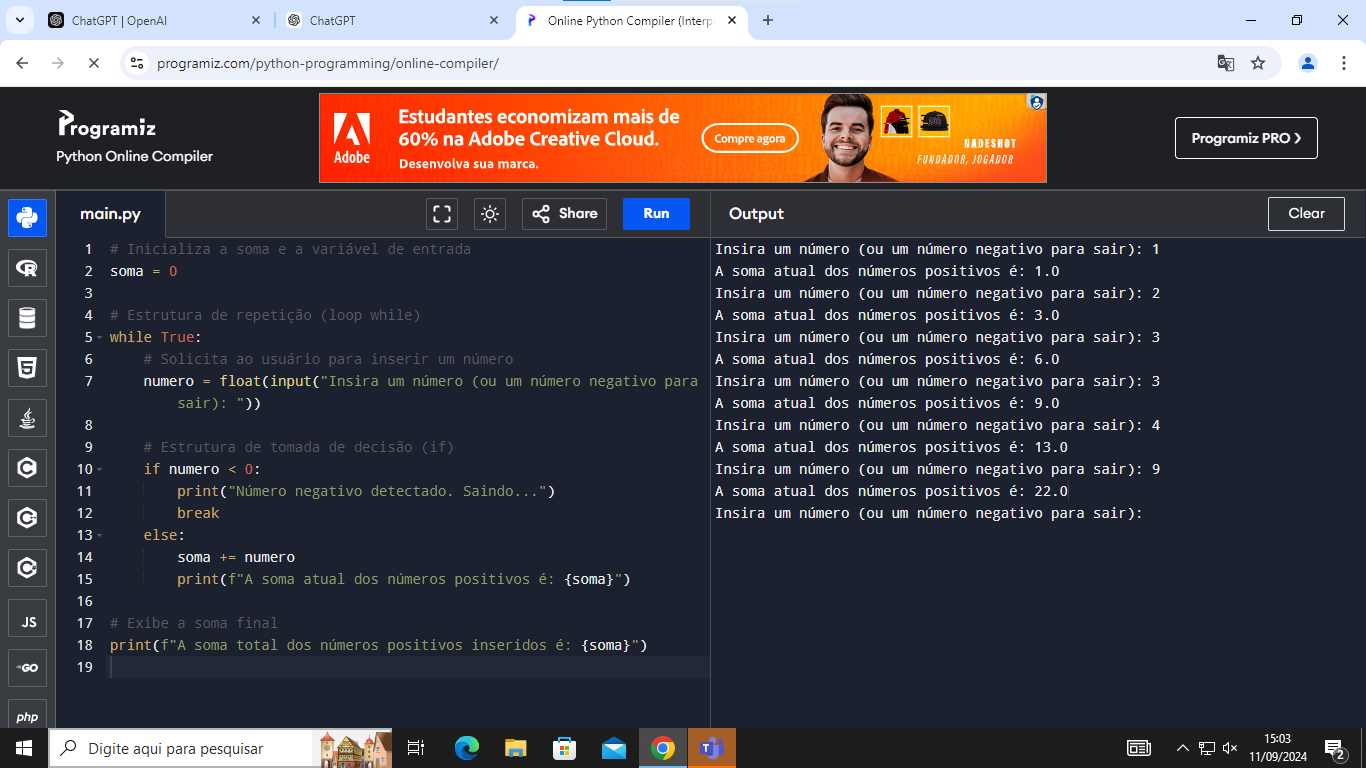 ChatGPT | OpenAI
ChatGPT
Online Python Compiler (Interp
programiz.com/python-programming/online-compiler/
Programiz
Python Online Compiler
Adobe
Estudantes economizam mais de
60% na Adobe Creative Cloud.
Desenvolva sua marca.
Compre agora
NADESHOT
FUNDADOR, JOGADOR
Programiz PRO >
main.py
Share
Run
Output
Clear
1 # Inicializa a soma e a variável de entrada
2 soma = 0
3
4 # Estrutura de repetição (loop while)
5 while True:
6 # Solicita ao usuário para inserir um número
7 numero = float(input("Insira um número (ou um número negativo para
sair): "))
8
9 # Estrutura de tomada de decisão (if)
10 if numero < 0:
11 print("Número negativo detectado. Saindo...")
12 break
13 else:
14 soma += numero
15 print(f"A soma atual dos números positivos é: {soma}")
16
17 # Exibe a soma final
18 print(f"A soma total dos números positivos inseridos é: {soma}")
19
Insira um número (ou um número negativo para sair): 1
A soma atual dos números positivos é: 1.0
Insira um número (ou um número negativo para sair): 2
A soma atual dos números positivos é: 3.0
Insira um número (ou um número negativo para sair): 3
A soma atual dos números positivos é: 6.0
Insira um número (ou um número negativo para sair): 3
A soma atual dos números positivos é: 9.0
Insira um número (ou um número negativo para sair): 4
A soma atual dos números positivos é: 13.0
Insira um número (ou um número negativo para sair): 9
A soma atual dos números positivos é: 22.0
Insira um número (ou um número negativo para sair):
JS
GO
php
Digite aqui para pesquisar
15:03
11/09/2024
2